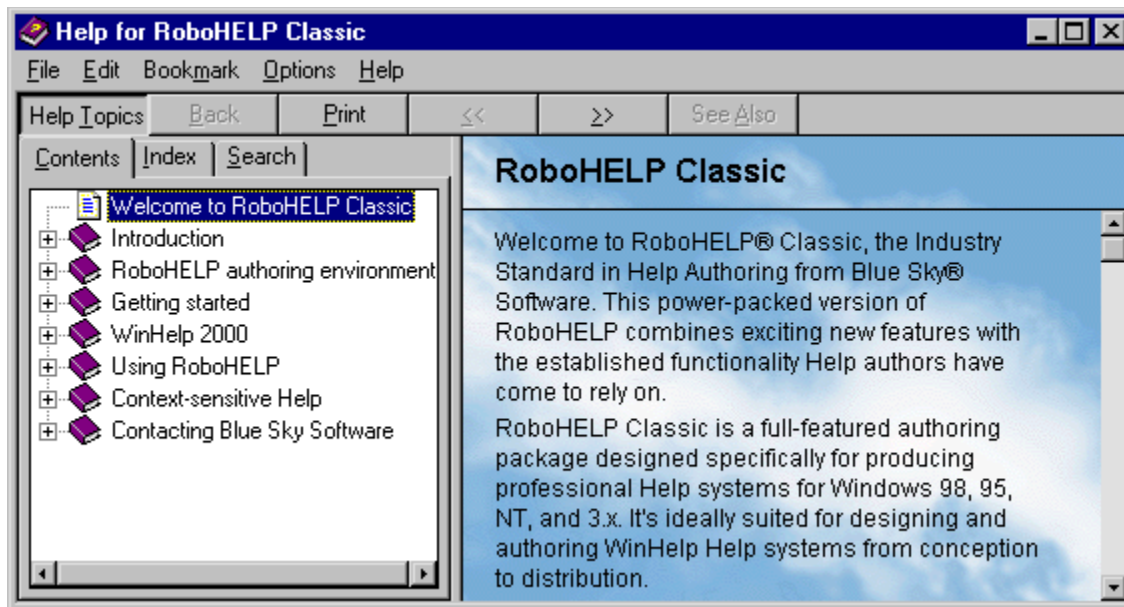 Help for RoboHELP Classic
File Edit Bookmark Options Help
Help Topics Back Print << >> See Also
Contents Index Search
Welcome to RoboHELP Classic
Introduction
RoboHELP authoring environment
Getting started
WinHelp 2000
Using RoboHELP
Context-sensitive Help
Contacting Blue Sky Software
RoboHELP Classic
Welcome to RoboHELP® Classic, the Industry
Standard in Help Authoring from Blue Sky®
Software. This power-packed version of
RoboHELP combines exciting new features with
the established functionality Help authors have
come to rely on.
RoboHELP Classic is a full-featured authoring
package designed specifically for producing
professional Help systems for Windows 98, 95,
NT, and 3.x. It's ideally suited for designing and
authoring WinHelp Help systems from conception
to distribution.